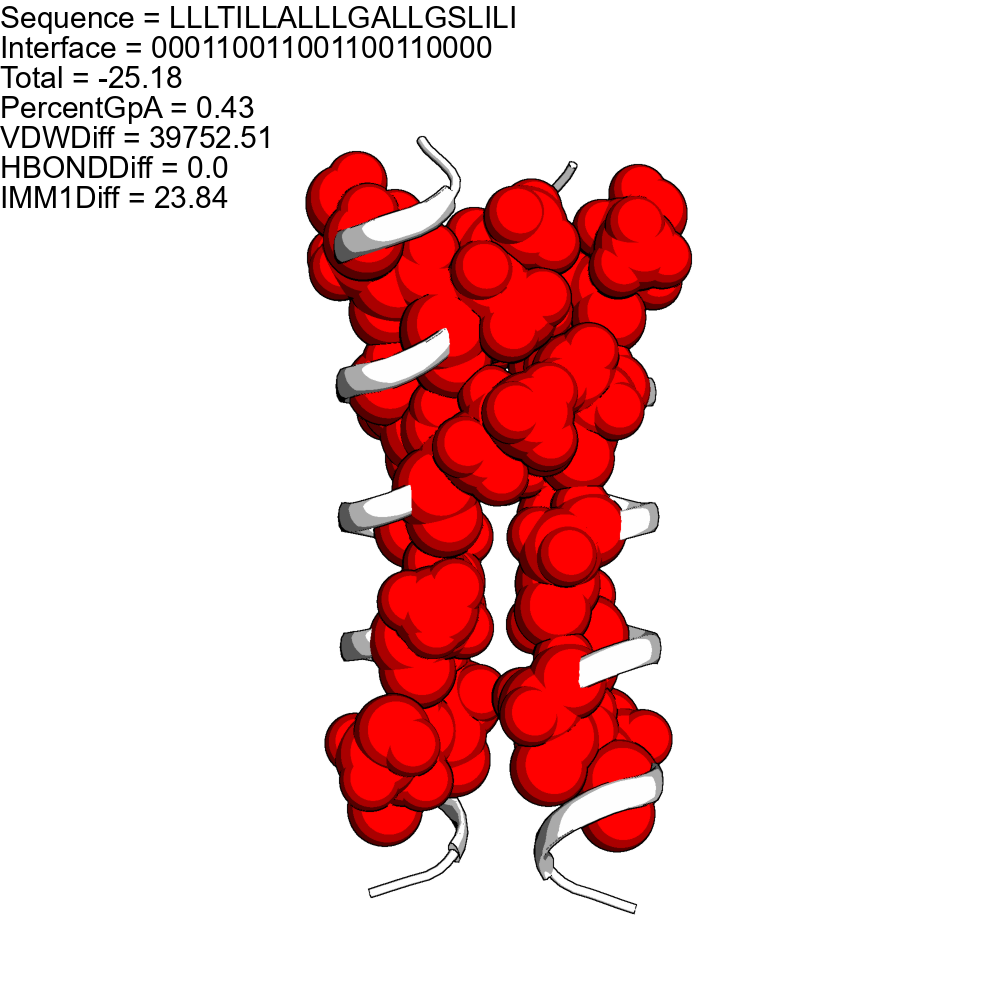 Sequence = LLLTILLALLLGALLGSLILI
Interface = 000110011001100110000
Total = -25.18
PercentGpA = 0.43
VDWDiff = 39752.51
HBONDDiff = 0.0
IMM1Diff = 23.84